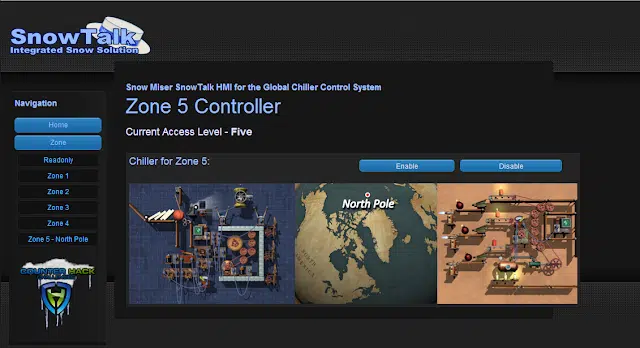 SnowTalk
Integrated Snow Solution
Snow Miser SnowTalk HMI for the Global Chiller Control System
Zone 5 Controller
Current Access Level - Five
Navigation
Home
Zone
Readonly
Zone 1
Zone 2
Zone 3
Zone 4
Zone 5 - North Pole
COUNTER HACK
Chiller for Zone 5:
Enable
Disable
North Pole